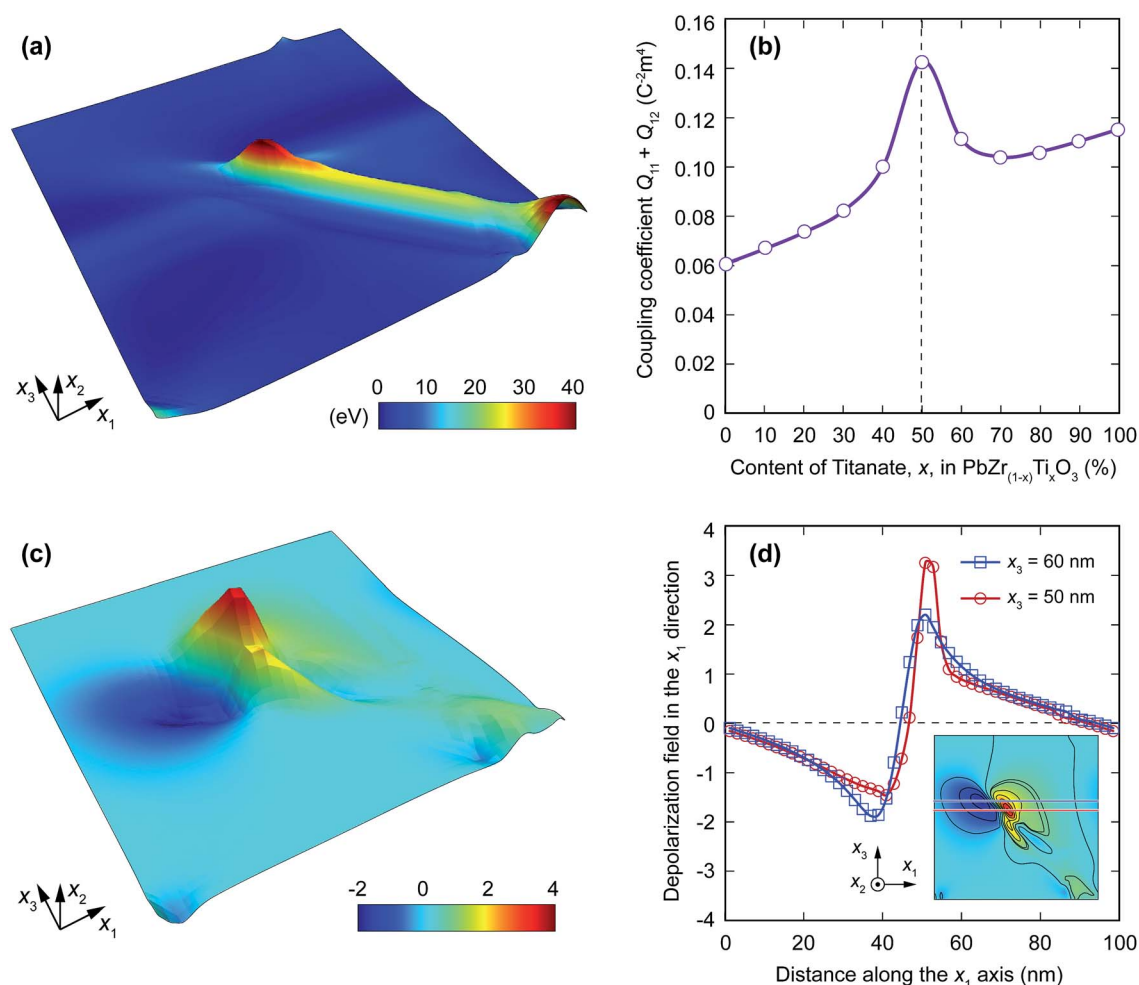 (a)
x3
x2
x1
(eV)
0 10 20 30 40
(b)
Coupling coefficient Q11 + Q12 (C-2m4)
0.16
0.14
0.12
0.10
0.08
0.06
0.04
0.02
0
0 10 20 30 40 50 60 70 80 90 100
Content of Titanate, x, in PbZr(1-x)TixO3 (%)
(c)
x3
x2
x1
-2 0 2 4
(d)
Depolarization field in the x1 direction
4
3
2
1
0
-1
-2
-3
-4
x3 = 60 nm
x3 = 50 nm
x3
x2
x1
0 20 40 60 80 100
Distance along the x1 axis (nm)